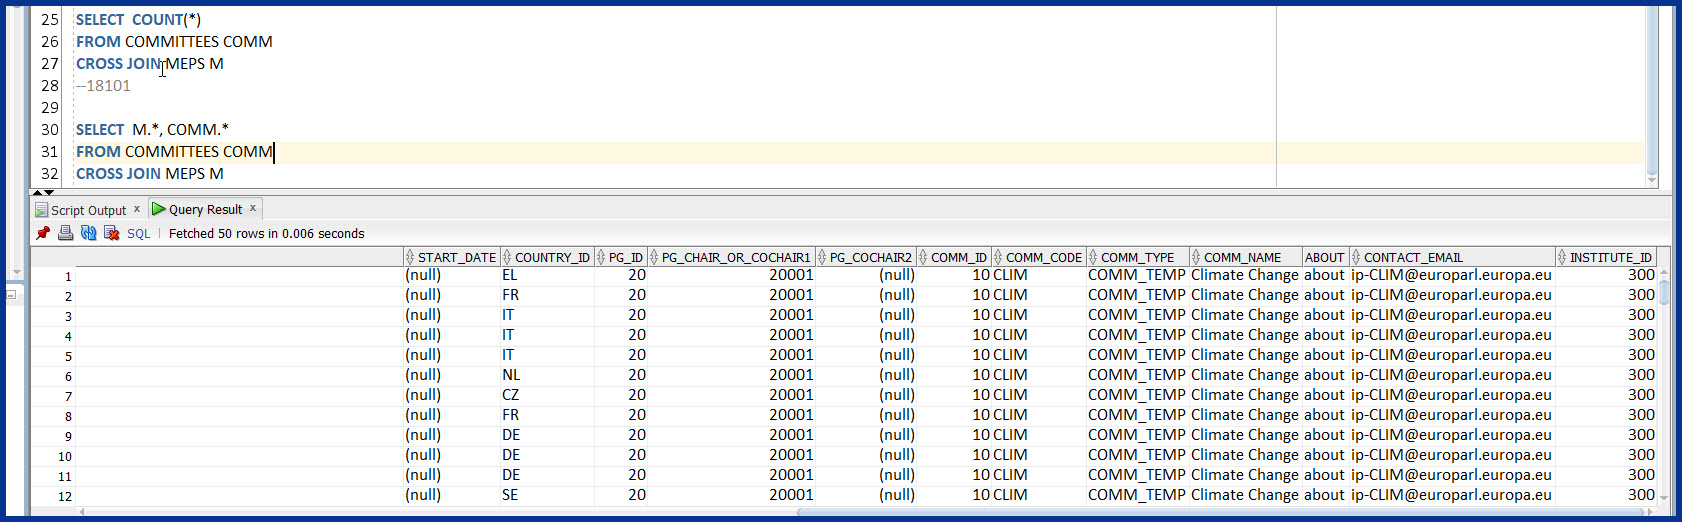 25 SELECT  COUNT(*)
26 FROM COMMITTEES COMM
27 CROSS JOIN MEPS M
28 --18101
29
30 SELECT  M.*, COMM.*
31 FROM COMMITTEES COMM
32 CROSS JOIN MEPS M
Script Output x Query Result x
SQL | Fetched 50 rows in 0.006 seconds
START_DATE COUNTRY_ID PG_ID PG_CHAIR_OR_COCHAIR1 PG_COCHAIR2 COMM_ID COMM_CODE COMM_TYPE COMM_NAME ABOUT CONTACT_EMAIL INSTITUTE_ID
1 (null) EL 20 20001 (null) 10 CLIM COMM_TEMP Climate Change about ip-CLIM@europarl.europa.eu 300
2 (null) FR 20 20001 (null) 10 CLIM COMM_TEMP Climate Change about ip-CLIM@europarl.europa.eu 300
3 (null) IT 20 20001 (null) 10 CLIM COMM_TEMP Climate Change about ip-CLIM@europarl.europa.eu 300
4 (null) IT 20 20001 (null) 10 CLIM COMM_TEMP Climate Change about ip-CLIM@europarl.europa.eu 300
5 (null) IT 20 20001 (null) 10 CLIM COMM_TEMP Climate Change about ip-CLIM@europarl.europa.eu 300
6 (null) NL 20 20001 (null) 10 CLIM COMM_TEMP Climate Change about ip-CLIM@europarl.europa.eu 300
7 (null) CZ 20 20001 (null) 10 CLIM COMM_TEMP Climate Change about ip-CLIM@europarl.europa.eu 300
8 (null) FR 20 20001 (null) 10 CLIM COMM_TEMP Climate Change about ip-CLIM@europarl.europa.eu 300
9 (null) DE 20 20001 (null) 10 CLIM COMM_TEMP Climate Change about ip-CLIM@europarl.europa.eu 300
10 (null) DE 20 20001 (null) 10 CLIM COMM_TEMP Climate Change about ip-CLIM@europarl.europa.eu 300
11 (null) DE 20 20001 (null) 10 CLIM COMM_TEMP Climate Change about ip-CLIM@europarl.europa.eu 300
12 (null) SE 20 20001 (null) 10 CLIM COMM_TEMP Climate Change about ip-CLIM@europarl.europa.eu 300